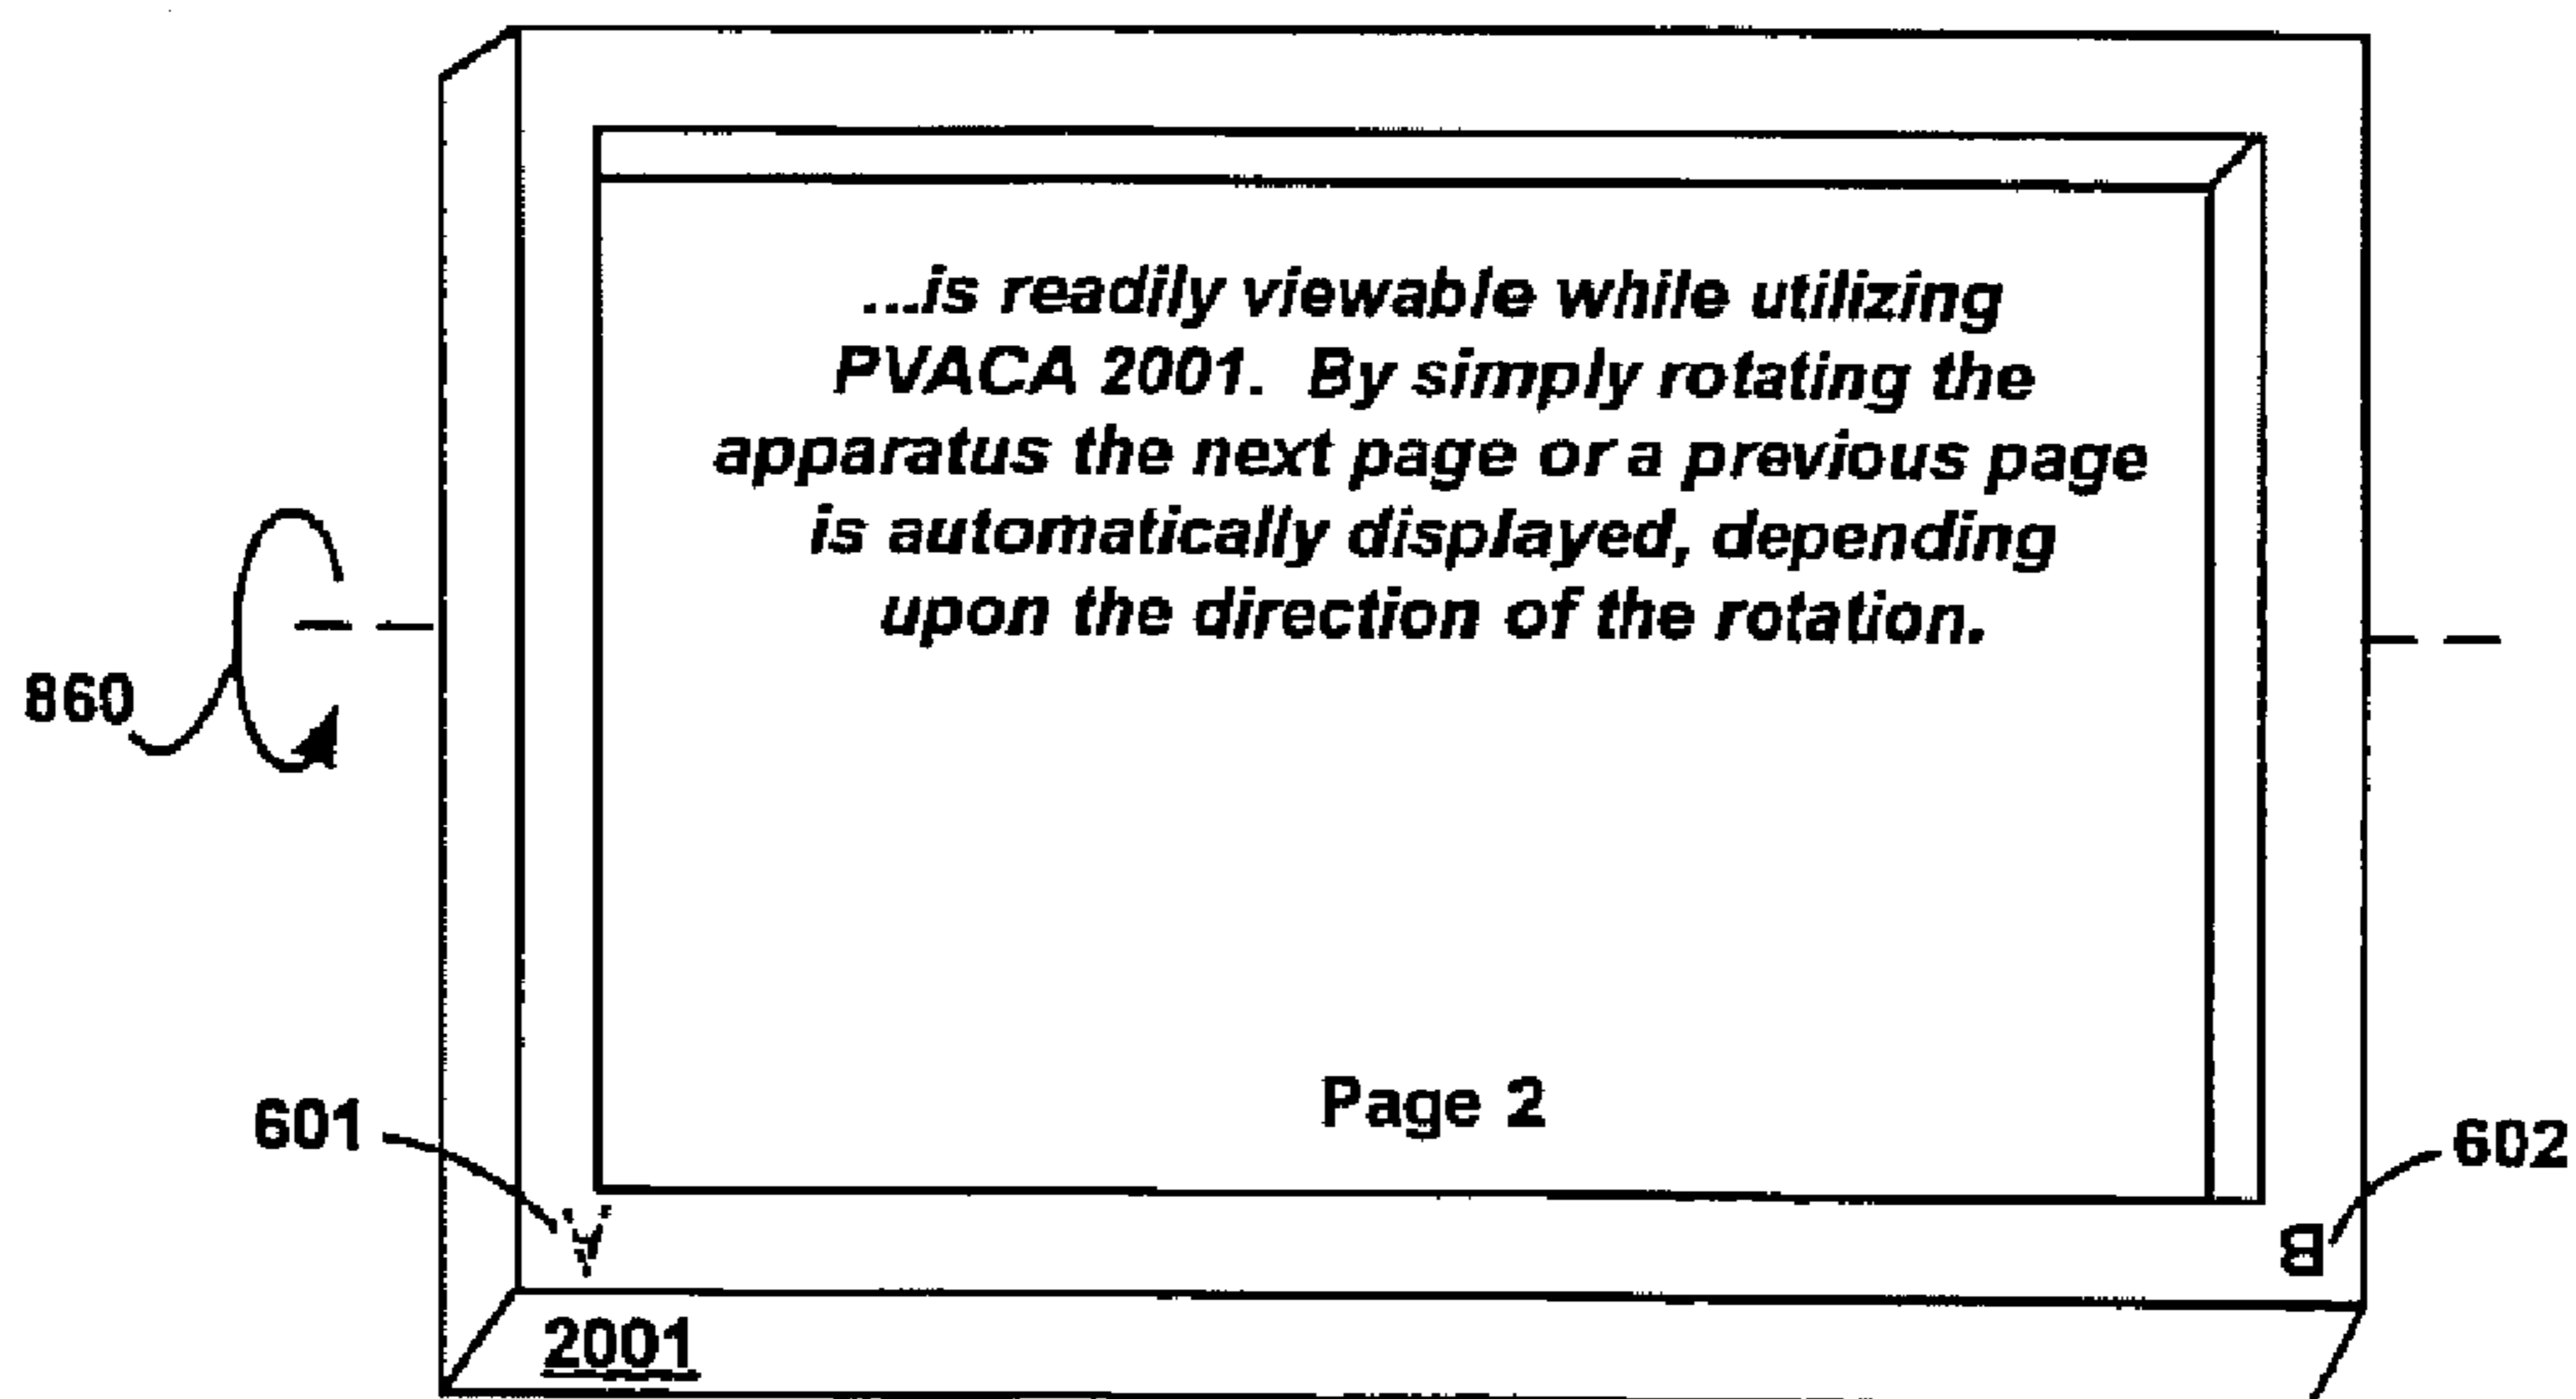 ...is readily viewable while utilizing
PVACA 2001. By simply rotating the
apparatus the next page or a previous page
is automatically displayed, depending
upon the direction of the rotation.
860
Page 2
601
602
A
B
2001